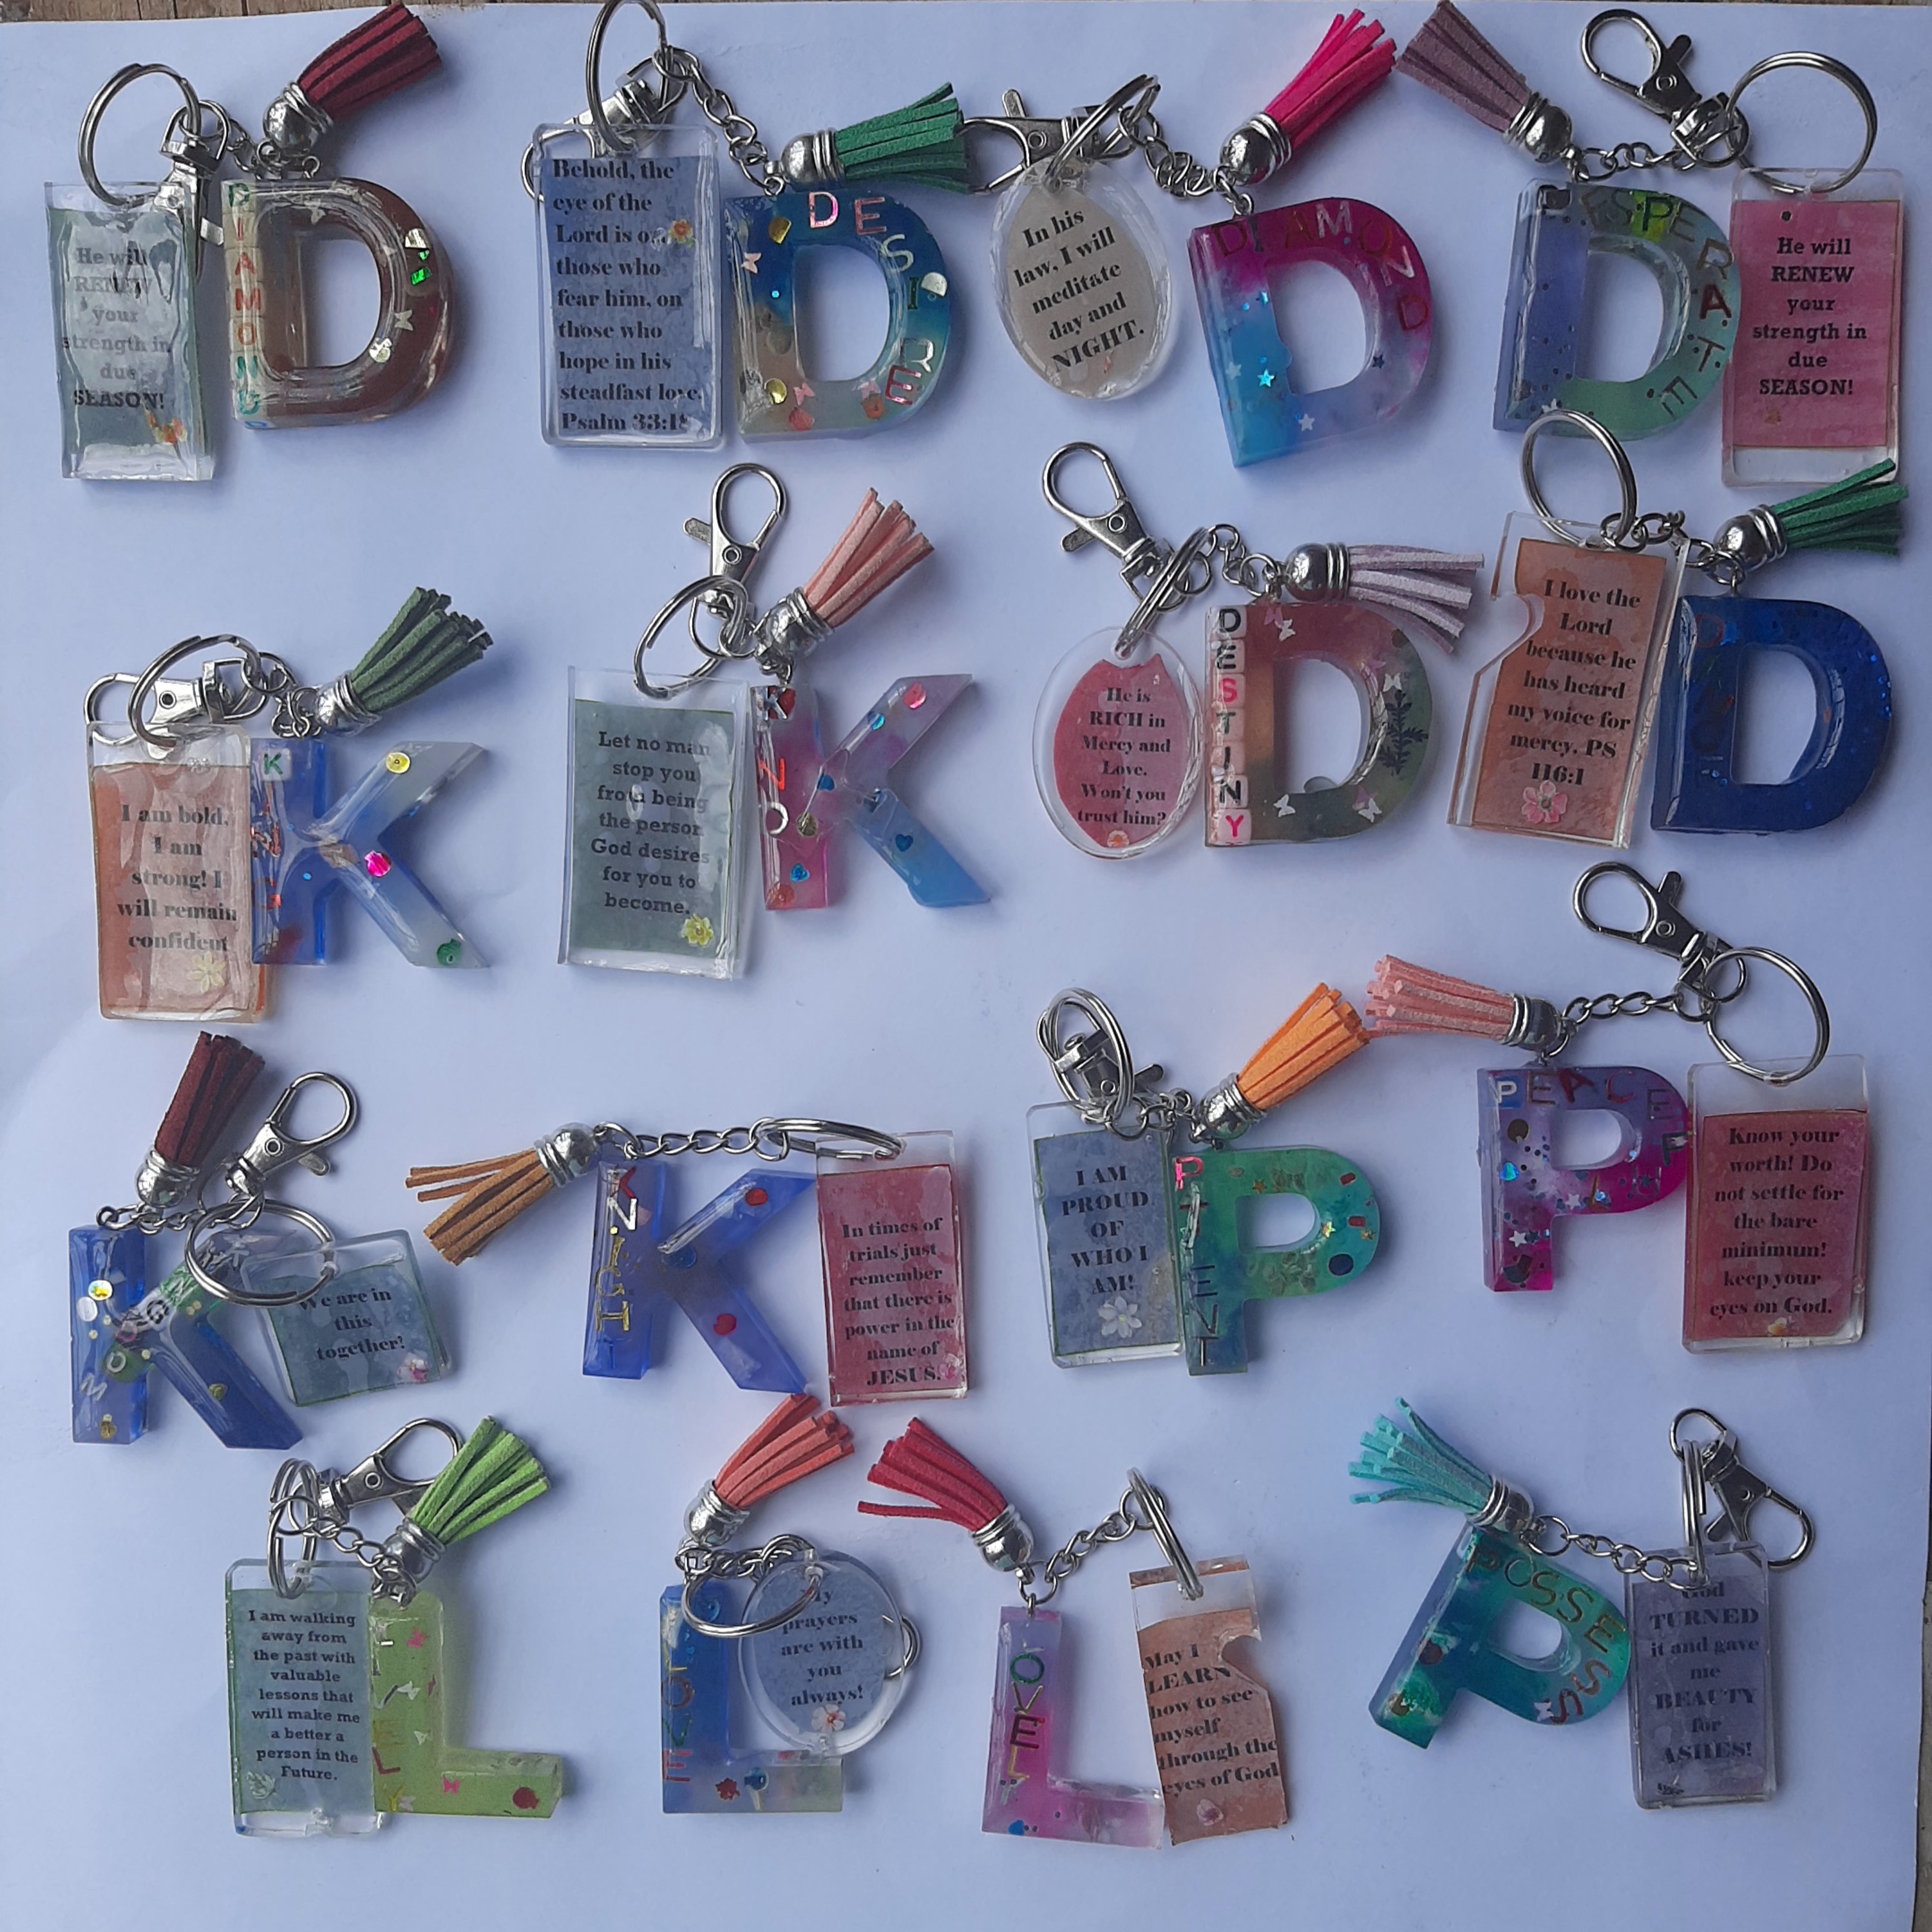 He will
RENEW
your
strength in
due
SEASON!
DIAMOND
Behold, the
eye of the
Lord is on
those who
fear him, on
those who
hope in his
steadfast love.
Psalm 33:18
DESIRE
In his
law, I will
meditate
day and
NIGHT.
DIAMOND
DESPERATE
He will
RENEW
your
strength in
due
SEASON!
I am bold,
I am
strong! I
will remain
confident
K
Let no man
stop you
from being
the person
God desires
for you to
become.
He is
RICH in
Mercy and
Love.
Won't you
trust him?
DESTINY
I love the
Lord
because he
has heard
my voice for
mercy. PS
116:1
We are in
this
together!
In times of
trials just
remember
that there is
power in the
name of
JESUS.
I AM
PROUD
OF
WHO I
AM!
PEACE
Know your
worth! Do
not settle for
the bare
minimum!
keep your
eyes on God.
I am walking
away from
the past with
valuable
lessons that
will make me
a better a
person in the
Future.
My
prayers
are with
you
always!
OVELY
May I
LEARN
how to see
myself
through the
eyes of God
POSSESS
God
TURNED
it and gave
me
BEAUTY
for
ASHES!